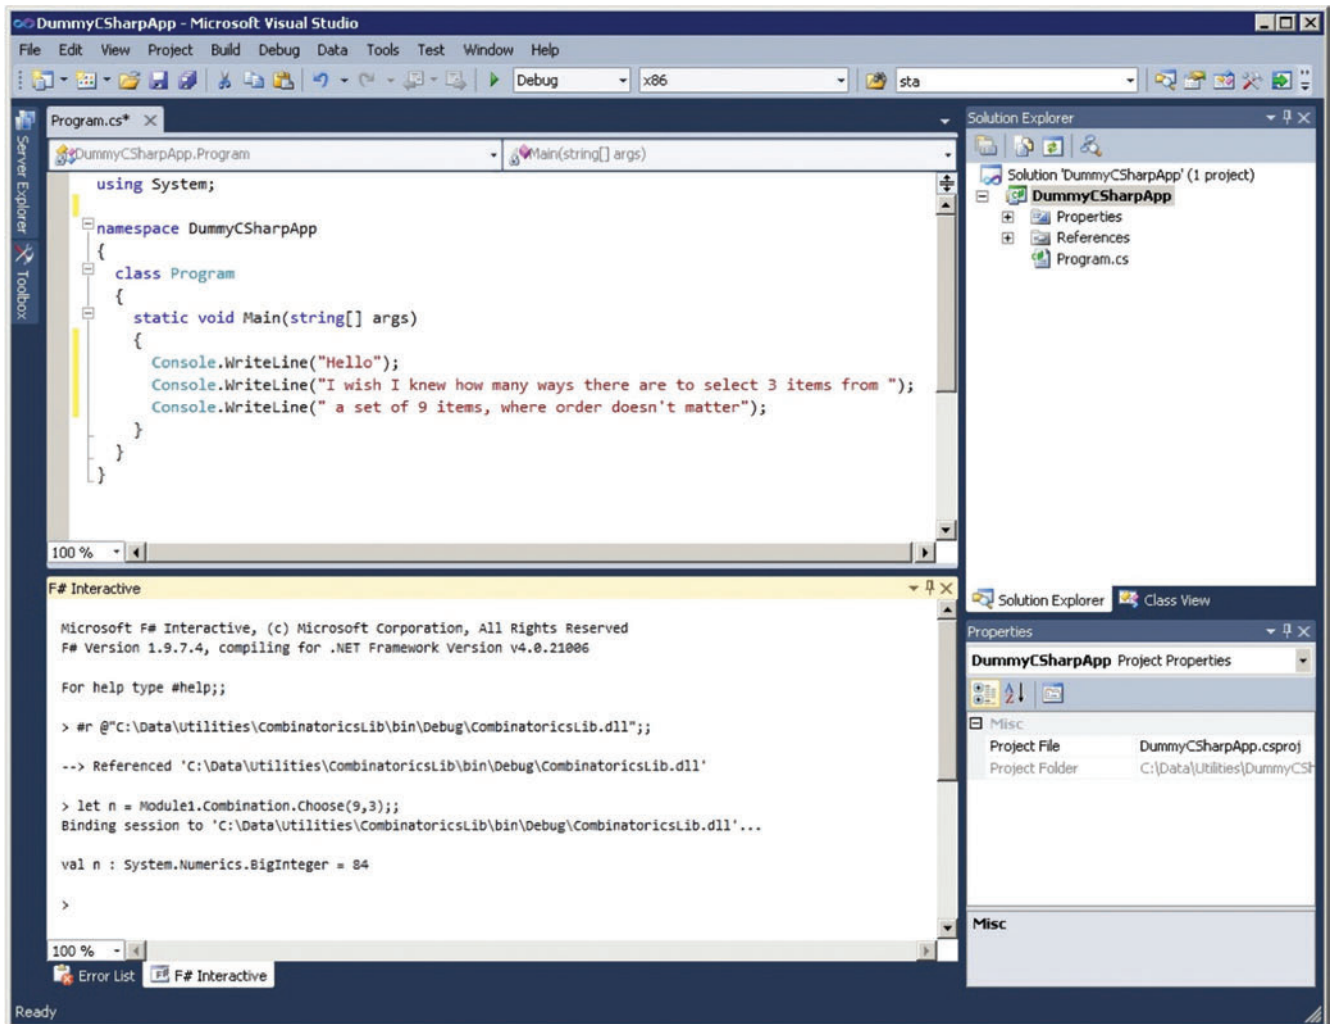 DummyCSharpApp - Microsoft Visual Studio
File Edit View Project Build Debug Data Tools Test Window Help
Debug x86 sta
Server Explorer
Toolbox
Program.cs*
DummyCSharpApp.Program Main(string[] args)
using System;
namespace DummyCSharpApp
{
class Program
{
static void Main(string[] args)
{
Console.WriteLine("Hello");
Console.WriteLine("I wish I knew how many ways there are to select 3 items from ");
Console.WriteLine(" a set of 9 items, where order doesn't matter");
}
}
}
100 %
F# Interactive
Microsoft F# Interactive, (c) Microsoft Corporation, All Rights Reserved
F# Version 1.9.7.4, compiling for .NET Framework Version v4.0.21006
For help type #help;;
> #r @"C:\Data\Utilities\CombinatoricsLib\bin\Debug\CombinatoricsLib.dll";;
--> Referenced 'C:\Data\Utilities\CombinatoricsLib\bin\Debug\CombinatoricsLib.dll'
> let n = Module1.Combination.Choose(9,3);;
Binding session to 'C:\Data\Utilities\CombinatoricsLib\bin\Debug\CombinatoricsLib.dll'...
val n : System.Numerics.BigInteger = 84
>
100 %
Error List F# Interactive
Solution Explorer
Solution 'DummyCSharpApp' (1 project)
DummyCSharpApp
Properties
References
Program.cs
Solution Explorer Class View
Properties
DummyCSharpApp Project Properties
Misc
Project File DummyCSharpApp.csproj
Project Folder C:\Data\Utilities\DummyCSh
Misc
Ready